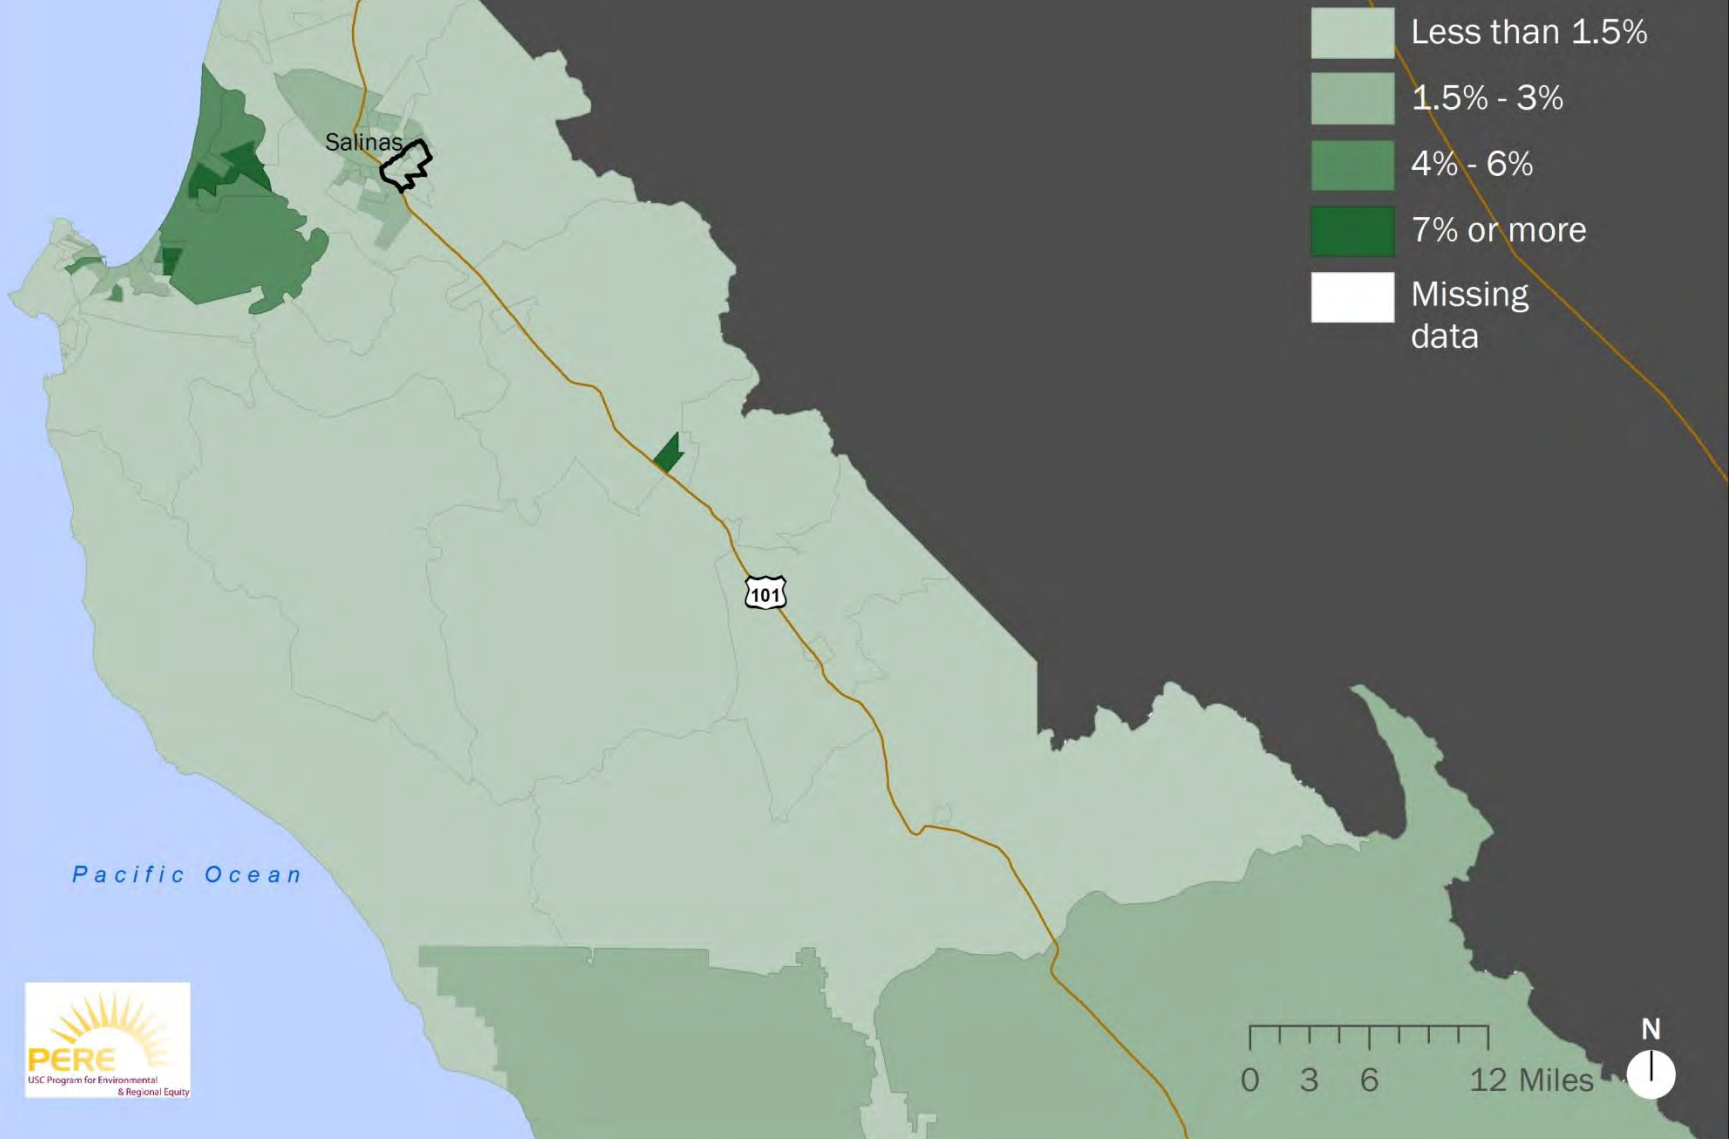 Less than 1.5%
1.5% - 3%
4% - 6%
7% or more
Missing
data
Salinas
101
Pacific Ocean
PERE
USC Program for Environmental
& Regional Equity
N
0 3 6 12 Miles